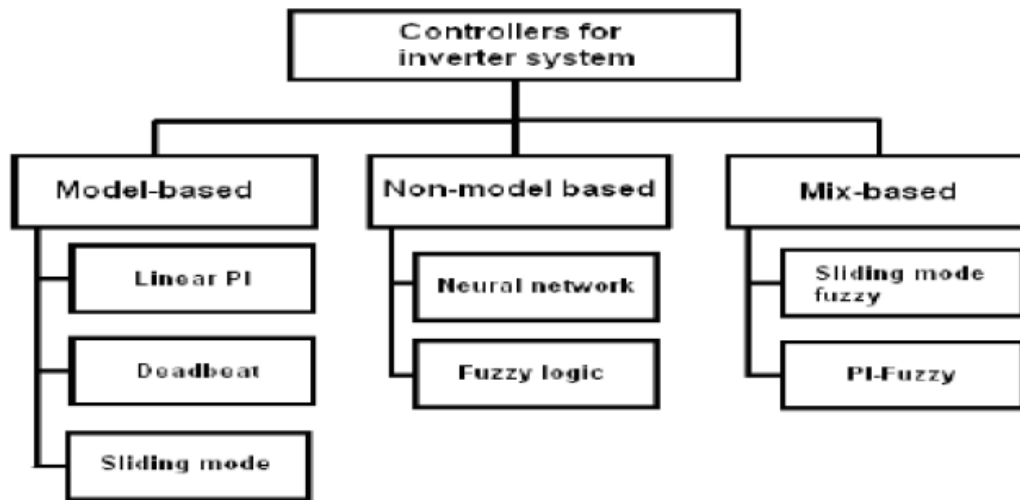 Controllers for
inverter system
Model-based
Non-model based
Mix-based
Linear PI
Deadbeat
Sliding mode
Neural network
Fuzzy logic
Sliding mode
fuzzy
PI-Fuzzy